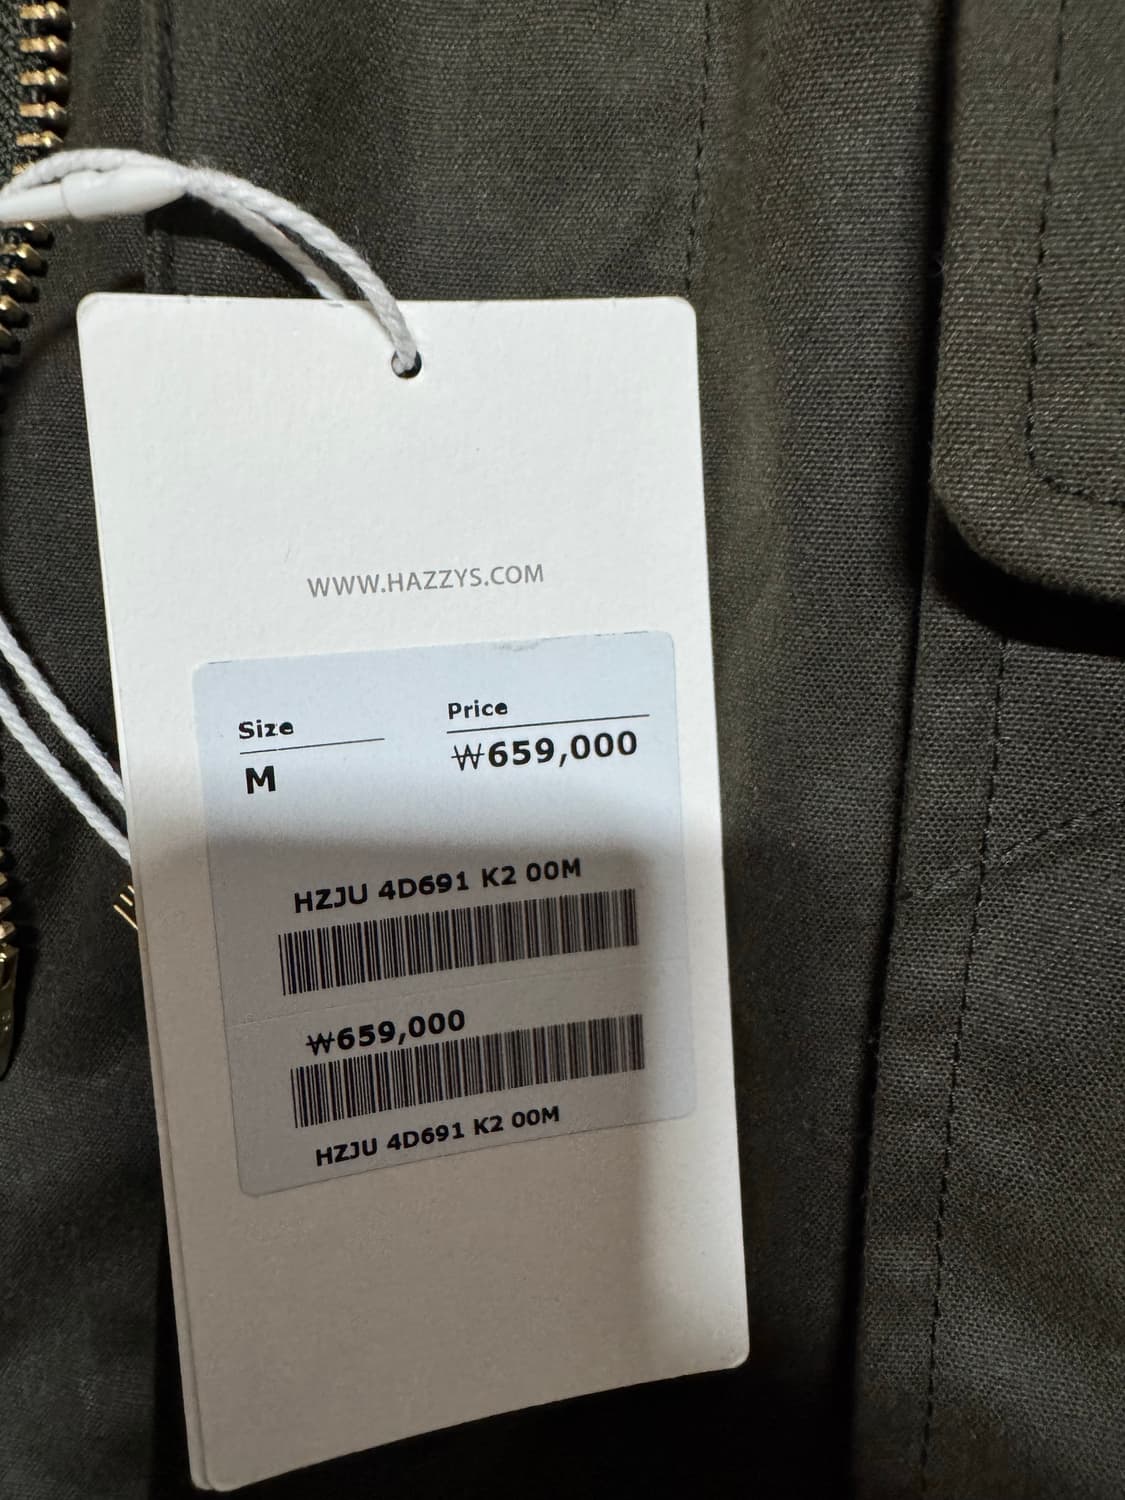 WWW.HAZZYS.COM
Size Price
M ₩659,000
HZJU 4D691 K2 00M
₩659,000
HZJU 4D691 K2 00M